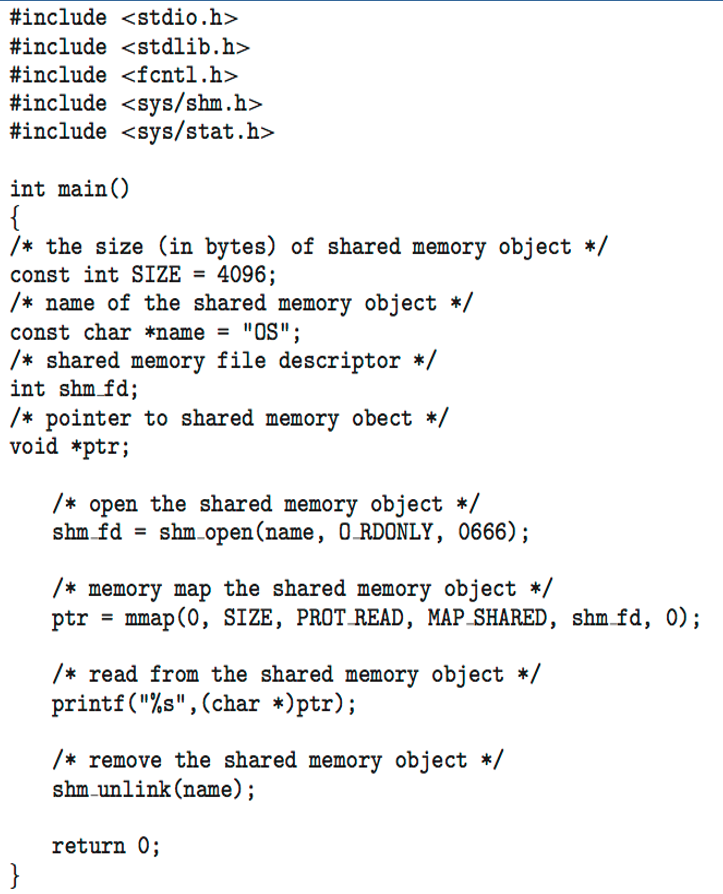 #include <stdio.h>
#include <stdlib.h>
#include <fcntl.h>
#include <sys/shm.h>
#include <sys/stat.h>
int main()
{
/* the size (in bytes) of shared memory object */
const int SIZE = 4096;
/* name of the shared memory object */
const char *name = "OS";
/* shared memory file descriptor */
int shm_fd;
/* pointer to shared memory obect */
void *ptr;
/* open the shared memory object */
shm_fd = shm_open(name, O_RDONLY, 0666);
/* memory map the shared memory object */
ptr = mmap(0, SIZE, PROT_READ, MAP_SHARED, shm_fd, 0);
/* read from the shared memory object */
printf("%s",(char *)ptr);
/* remove the shared memory object */
shm_unlink(name);
return 0;
}